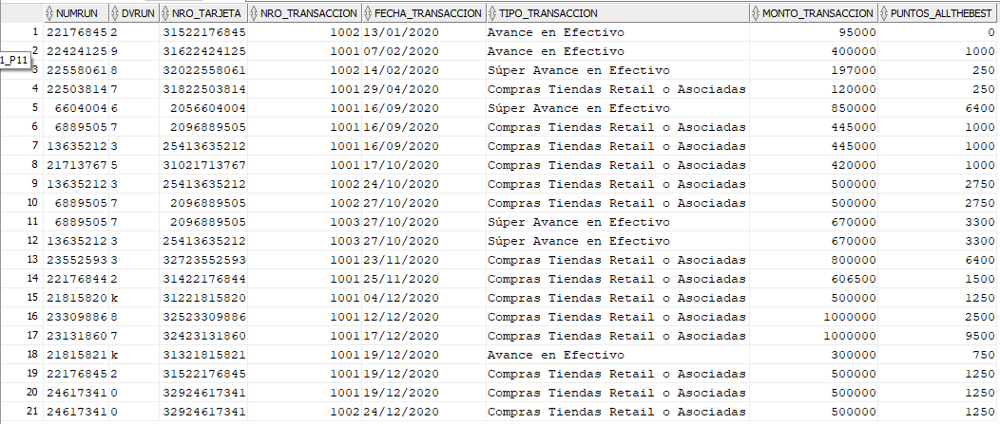 NUMRUN DVRUN NRO_TARJETA NRO_TRANSACCION FECHA_TRANSACCION TIPO_TRANSACCION MONTO_TRANSACCION PUNTOS_ALLTHEBEST
1 22176845 2 31522176845 1002 13/01/2020 Avance en Efectivo 95000 0
1_P11
2 22424125 9 31622424125 1001 07/02/2020 Avance en Efectivo 400000 1000
3 22558061 8 32022558061 1002 14/02/2020 Súper Avance en Efectivo 197000 250
4 22503814 7 31822503814 1001 29/04/2020 Compras Tiendas Retail o Asociadas 120000 250
5 6604004 6 2056604004 1002 16/09/2020 Súper Avance en Efectivo 850000 6400
6 6889505 7 2096889505 1001 16/09/2020 Compras Tiendas Retail o Asociadas 445000 1000
7 13635212 3 25413635212 1001 16/09/2020 Compras Tiendas Retail o Asociadas 445000 1000
8 21713767 5 31021713767 1001 17/10/2020 Compras Tiendas Retail o Asociadas 420000 1000
9 13635212 3 25413635212 1002 24/10/2020 Compras Tiendas Retail o Asociadas 500000 2750
10 6889505 7 2096889505 1002 27/10/2020 Compras Tiendas Retail o Asociadas 500000 2750
11 6889505 7 2096889505 1003 27/10/2020 Súper Avance en Efectivo 670000 3300
12 13635212 3 25413635212 1003 27/10/2020 Súper Avance en Efectivo 670000 3300
13 23552593 3 32723552593 1001 23/11/2020 Compras Tiendas Retail o Asociadas 800000 6400
14 22176844 2 31422176844 1002 25/11/2020 Compras Tiendas Retail o Asociadas 606500 1500
15 21815820 k 31221815820 1001 04/12/2020 Compras Tiendas Retail o Asociadas 500000 1250
16 23309886 8 32523309886 1001 12/12/2020 Compras Tiendas Retail o Asociadas 1000000 2500
17 23131860 7 32423131860 1001 17/12/2020 Compras Tiendas Retail o Asociadas 1000000 9500
18 21815821 k 31321815821 1001 19/12/2020 Avance en Efectivo 300000 750
19 22176845 2 31522176845 1001 19/12/2020 Compras Tiendas Retail o Asociadas 500000 1250
20 24617341 0 32924617341 1001 19/12/2020 Compras Tiendas Retail o Asociadas 500000 1250
21 24617341 0 32924617341 1002 24/12/2020 Compras Tiendas Retail o Asociadas 500000 1250